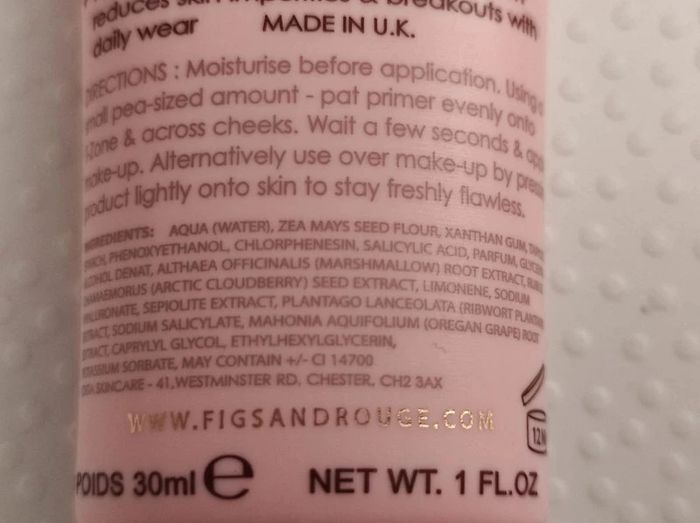 reduces skin & breakouts with
daily wear MADE IN U.K.
DIRECTIONS : Moisturise before application. Using a
small pea-sized amount - pat primer evenly onto
t-zone & across cheeks. Wait a few seconds &
make-up. Alternatively use over make-up by
product lightly onto skin to stay freshly flawless.
INGREDIENTS: AQUA (WATER), ZEA MAYS SEED FLOUR, XANTHAN GUM,
PHENOXYETHANOL, CHLORPHENESIN, SALICYLIC ACID, PARFUM,
ALCOHOL DENAT, ALTHAEA OFFICINALIS (MARSHMALLOW) ROOT EXTRACT,
CHAMAEMORUS (ARCTIC CLOUDBERRY) SEED EXTRACT, LIMONENE, SODIUM
HYALURONATE, SEPIOLITE EXTRACT, PLANTAGO LANCEOLATA (RIBWORT
EXTRACT, SODIUM SALICYLATE, MAHONIA AQUIFOLIUM (OREGAN GRAPE) ROOT
EXTRACT, CAPRYLYL GLYCOL, ETHYLHEXYLGLYCERIN,
POTASSIUM SORBATE, MAY CONTAIN +/- CI 14700
SKINCARE - 41,WESTMINSTER RD, CHESTER, CH2 3AX
WWW.FIGSANDROUGE.COM
12M
POIDS 30ml e NET WT. 1 FL.OZ